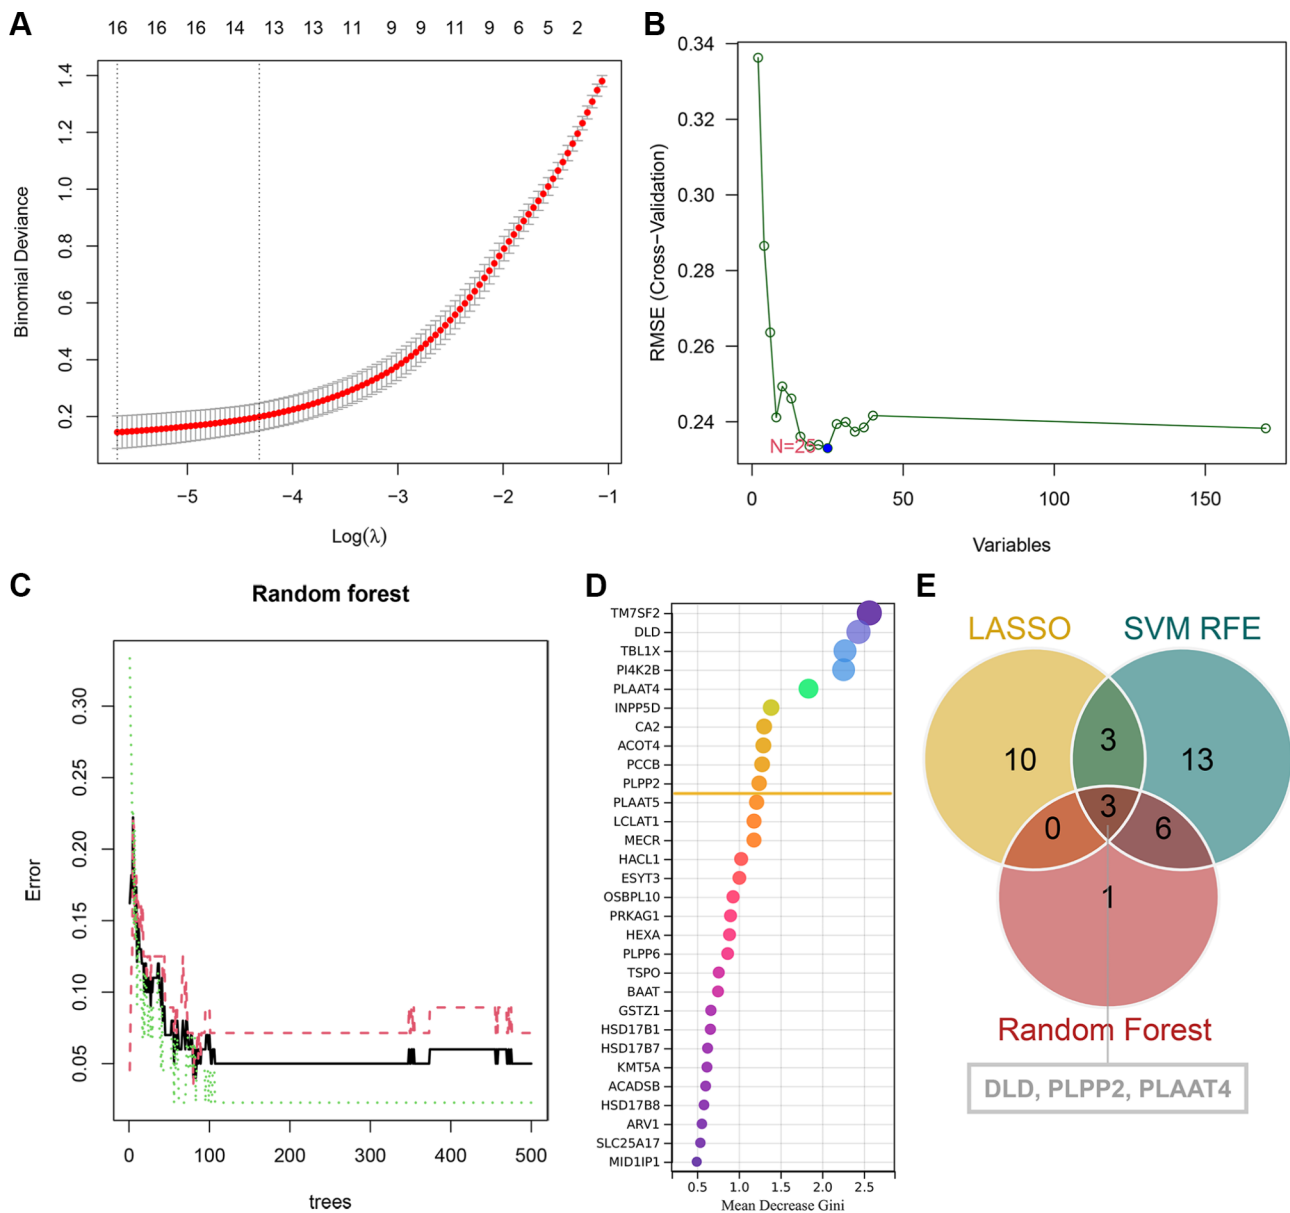 A
16 16 16 14 13 13 11 9 9 11 9 6 5 2
Binomial Deviance
1.4
1.2
1.0
0.8
0.6
0.4
0.2
−5 −4 −3 −2 −1
Log(λ)
B
RMSE (Cross−Validation)
0.34
0.32
0.30
0.28
0.26
0.24
N=25
0 50 100 150
Variables
C
Random forest
Error
0.30
0.25
0.20
0.15
0.10
0.05
0 100 200 300 400 500
trees
D
TM7SF2
DLD
TBL1X
PI4K2B
PLAAT4
INPP5D
CA2
ACOT4
PCCB
PLPP2
PLAAT5
LCLAT1
MECR
HACL1
ESYT3
OSBPL10
PRKAG1
HEXA
PLPP6
TSPO
BAAT
GSTZ1
HSD17B1
HSD17B7
KMT5A
ACADSB
HSD17B8
ARV1
SLC25A17
MID1IP1
0.5 1.0 1.5 2.0 2.5
Mean Decrease Gini
E
LASSO SVM RFE
10 3 13
0 3 6
1
Random Forest
DLD, PLPP2, PLAAT4